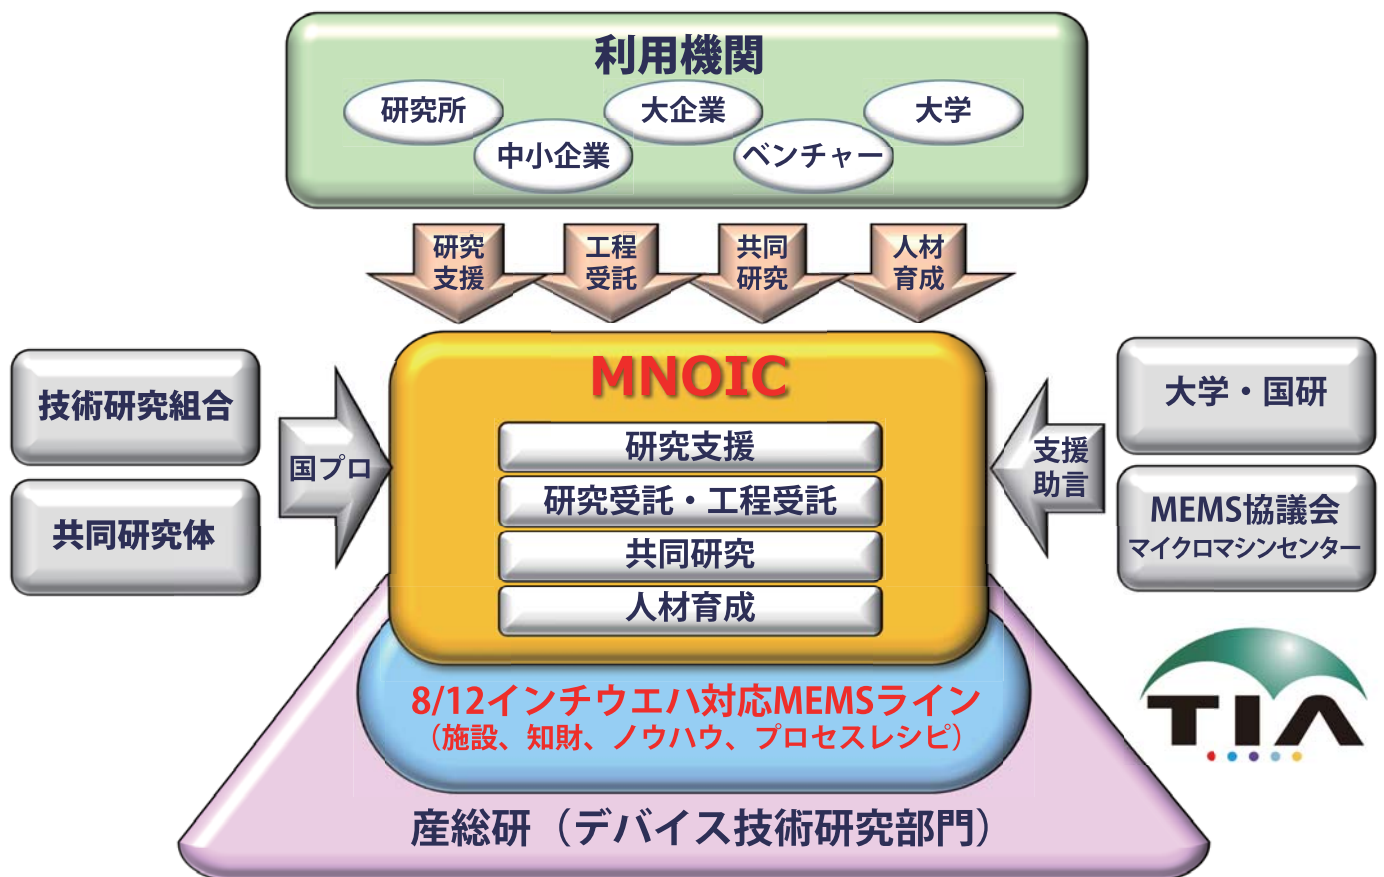 利用機関
研究所
大企業
大学
中小企業
ベンチャー
研究
支援
工程
受託
共同
研究
人材
育成
MNOIC
研究支援
研究受託・工程受託
共同研究
人材育成
技術研究組合
共同研究体
国プロ
支援
助言
大学・国研
MEMS協議会
マイクロマシンセンター
8/12インチウエハ対応MEMSライン
（施設、知財、ノウハウ、プロセスレシピ）
産総研（デバイス技術研究部門）
TIA